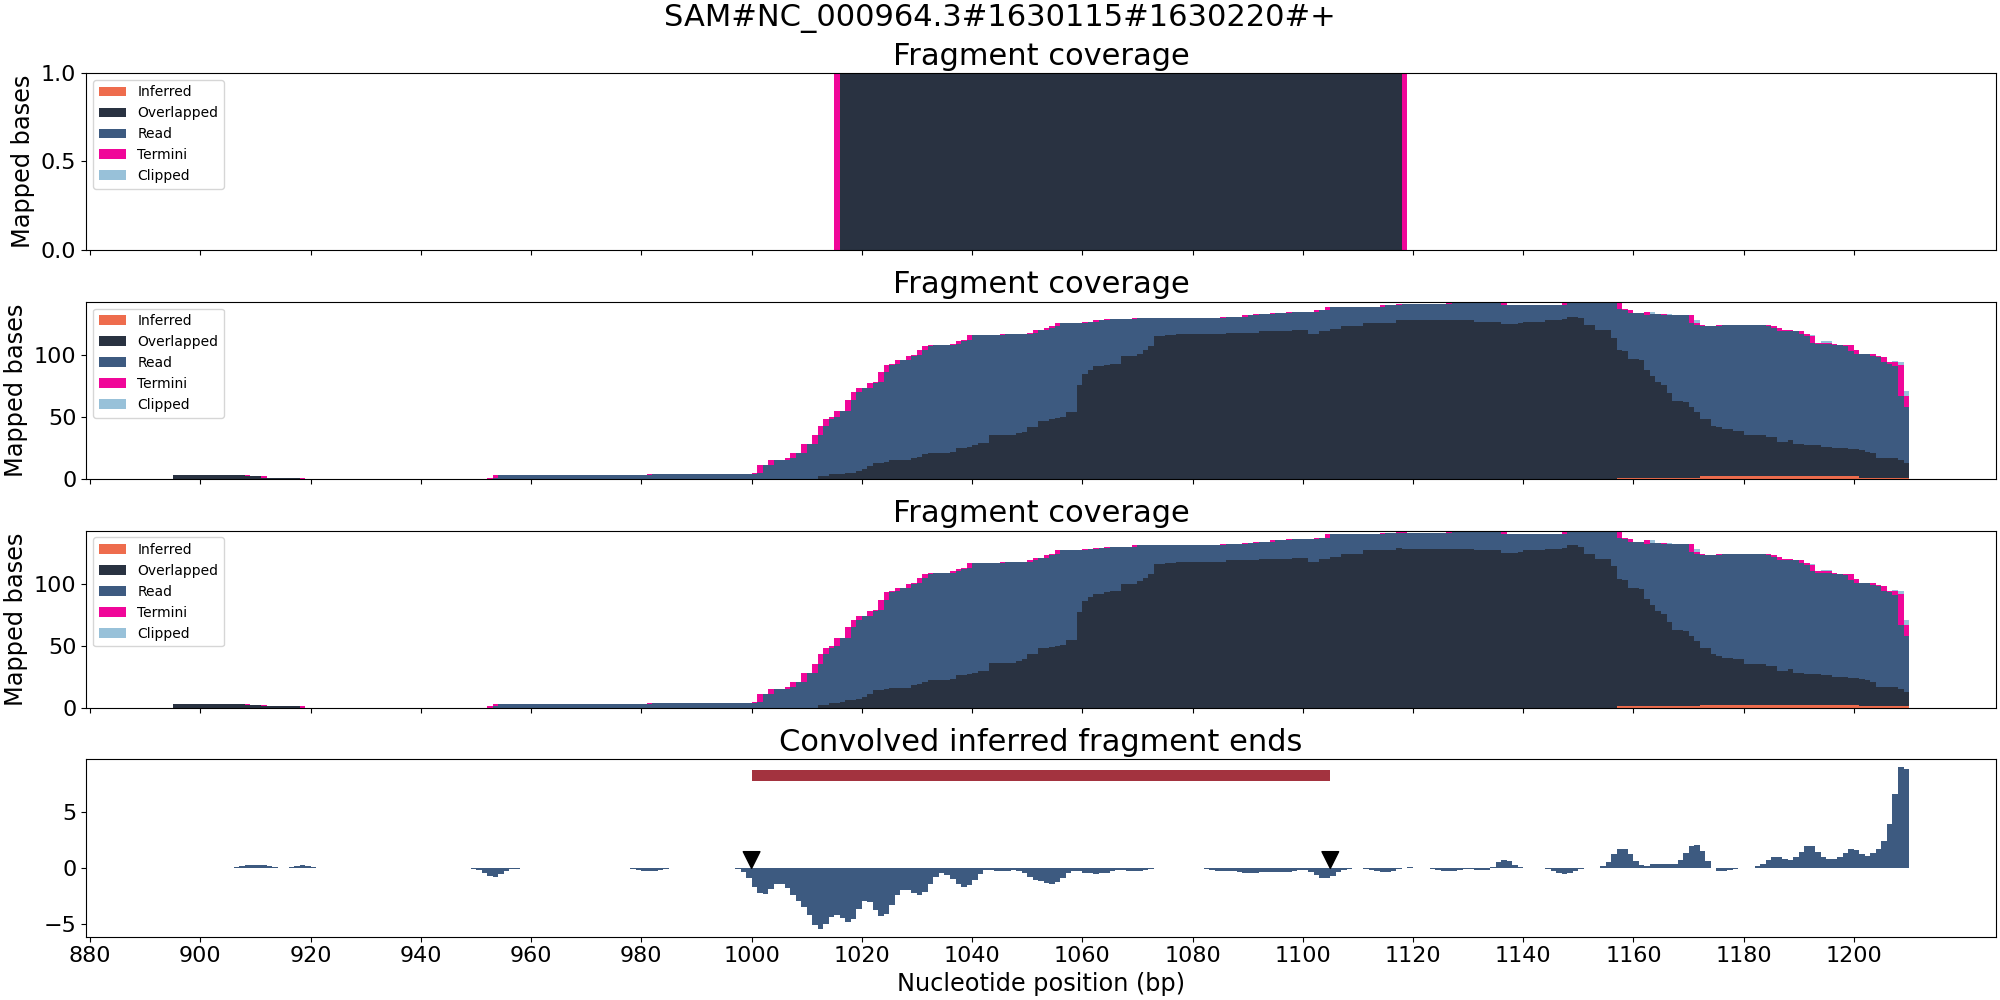 SAM#NC_000964.3#1630115#1630220#+
Fragment coverage
Mapped bases
1.0
0.5
0.0
Inferred
Overlapped
Read
Termini
Clipped
Fragment coverage
Mapped bases
100
50
0
Inferred
Overlapped
Read
Termini
Clipped
Fragment coverage
Mapped bases
100
50
0
Inferred
Overlapped
Read
Termini
Clipped
Convolved inferred fragment ends
5
0
−5
880 900 920 940 960 980 1000 1020 1040 1060 1080 1100 1120 1140 1160 1180 1200
Nucleotide position (bp)